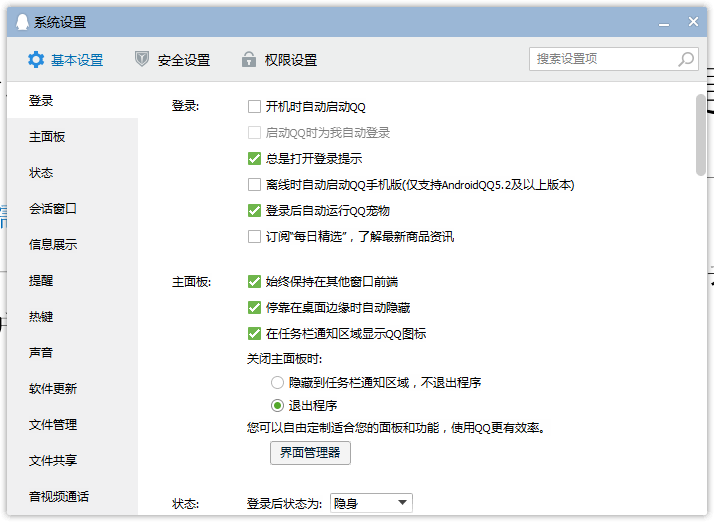 系统设置
基本设置
安全设置
权限设置
搜索设置项
登录
主面板
状态
会话窗口
信息展示
提醒
热键
声音
软件更新
文件管理
文件共享
音视频通话
登录:
开机时自动启动QQ
启动QQ时为我自动登录
总是打开登录提示
离线时自动启动QQ手机版(仅支持AndroidQQ5.2及以上版本)
登录后自动运行QQ宠物
订阅“每日精选”，了解最新商品资讯
主面板:
始终保持在其他窗口前端
停靠在桌面边缘时自动隐藏
在任务栏通知区域显示QQ图标
关闭主面板时:
隐藏到任务栏通知区域，不退出程序
退出程序
您可以自由定制适合您的面板和功能，使用QQ更有效率。
界面管理器
状态:
登录后状态为:
隐身